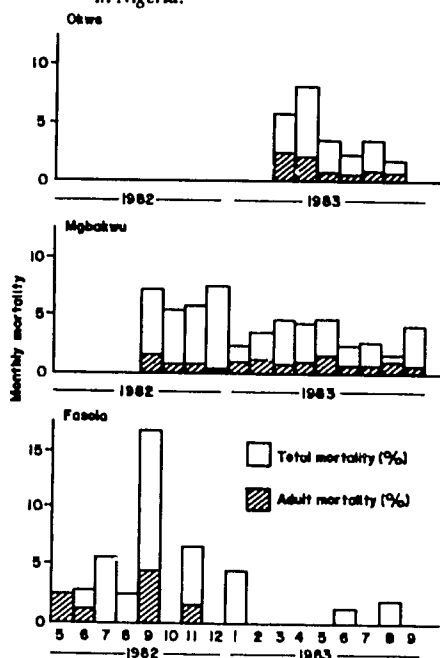 in Nigeria.
Okwe
10
5
0
1982 1983
Mgbakwu
10
5
0
1982 1983
Monthly mortality
Fasola
15
10
5
0
Total mortality (%)
Adult mortality (%)
5 6 7 8 9 10 11 12 1 2 3 4 5 6 7 8 9
1982 1983